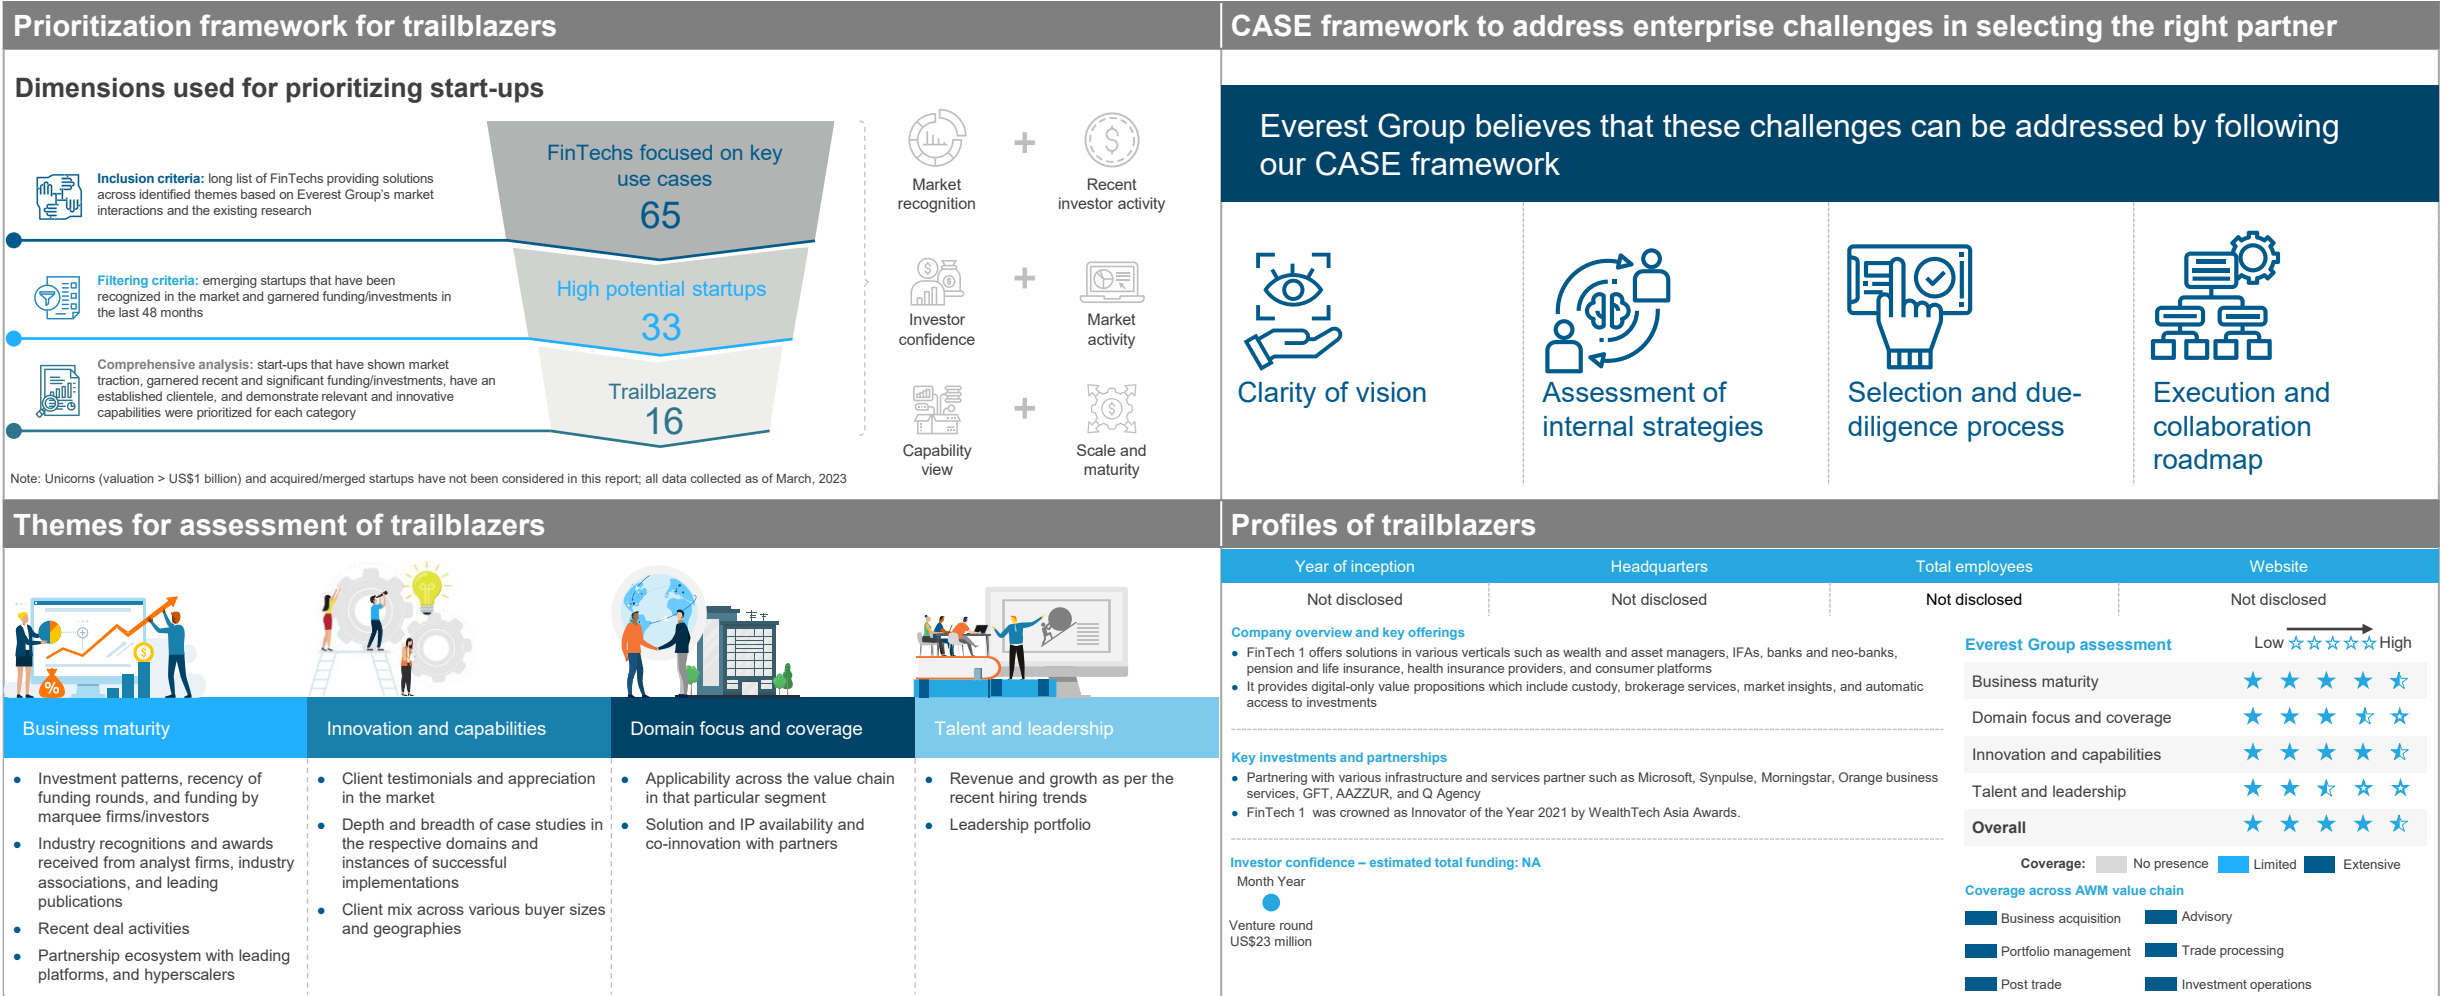 Prioritization framework for trailblazers
Dimensions used for prioritizing start-ups
Inclusion criteria: long list of FinTechs providing solutions
across identified themes based on Everest Group's market
interactions and the existing research
Filtering criteria: emerging startups that have been
recognized in the market and garnered funding/investments in
the last 48 months
Comprehensive analysis: start-ups that have shown market
traction, garnered recent and significant funding/investments, have an
established clientele, and demonstrate relevant and innovative
capabilities were prioritized for each category
FinTechs focused on key
use cases
65
High potential startups
33
Trailblazers
16
Market
recognition
+
Recent
investor activity
Investor
confidence
+
Market
activity
Capability
view
+
Scale and
maturity
Note: Unicorns (valuation > US$1 billion) and acquired/merged startups have not been considered in this report; all data collected as of March, 2023
CASE framework to address enterprise challenges in selecting the right partner
Everest Group believes that these challenges can be addressed by following
our CASE framework
Clarity of vision
Assessment of
internal strategies
Selection and due-
diligence process
Execution and
collaboration
roadmap
Themes for assessment of trailblazers
Business maturity
Investment patterns, recency of
funding rounds, and funding by
marquee firms/investors
Industry recognitions and awards
received from analyst firms, industry
associations, and leading
publications
Recent deal activities
Partnership ecosystem with leading
platforms, and hyperscalers
Innovation and capabilities
Client testimonials and appreciation
in the market
Depth and breadth of case studies in
the respective domains and
instances of successful
implementations
Client mix across various buyer sizes
and geographies
Domain focus and coverage
Applicability across the value chain
in that particular segment
Solution and IP availability and
co-innovation with partners
Talent and leadership
Revenue and growth as per the
recent hiring trends
Leadership portfolio
Profiles of trailblazers
Year of inception Headquarters Total employees Website
Not disclosed Not disclosed Not disclosed Not disclosed
Company overview and key offerings
FinTech 1 offers solutions in various verticals such as wealth and asset managers, IFAs, banks and neo-banks,
pension and life insurance, health insurance providers, and consumer platforms
It provides digital-only value propositions which include custody, brokerage services, market insights, and automatic
access to investments
Key investments and partnerships
Partnering with various infrastructure and services partner such as Microsoft, Synpulse, Morningstar, Orange business
services, GFT, AAZZUR, and Q Agency
FinTech 1 was crowned as Innovator of the Year 2021 by WealthTech Asia Awards.
Investor confidence – estimated total funding: NA
Month Year
Venture round
US$23 million
Everest Group assessment
Low ☆☆☆☆☆ High
Business maturity
Domain focus and coverage
Innovation and capabilities
Talent and leadership
Overall
Coverage: No presence Limited Extensive
Coverage across AWM value chain
Business acquisition Advisory
Portfolio management Trade processing
Post trade Investment operations